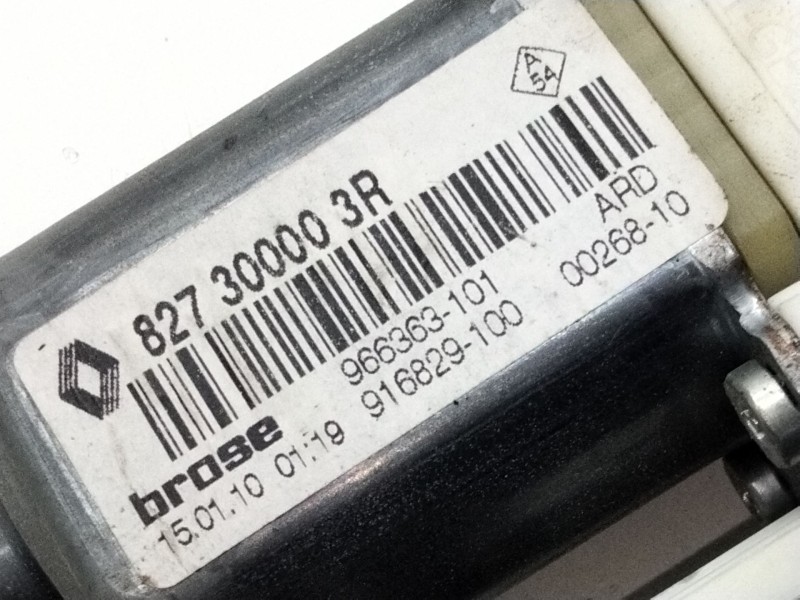 A
5A
827 30000 3R
ARD
966363-101
00268-10
916829-100
brose
15.01.10 01:19